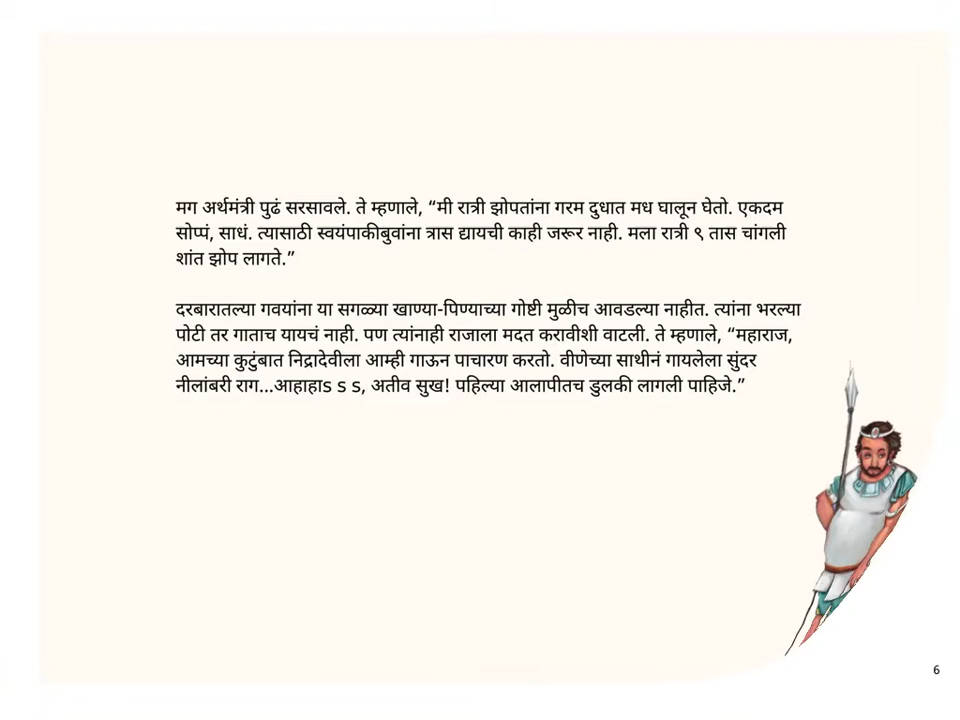 मग अर्थमंत्री पुढं सरसावले. ते म्हणाले, “मी रात्री झोपतांना गरम दुधात मध घालून घेतो. एकदम
सोप्पं, साधं. त्यासाठी स्वयंपाकीबुवांना त्रास द्यायची काही जरूर नाही. मला रात्री ९ तास चांगली
शांत झोप लागते.”
दरबारातल्या गवयांना या सगळ्या खाण्या-पिण्याच्या गोष्टी मुळीच आवडल्या नाहीत. त्यांना भरल्या
पोटी तर गाताच यायचं नाही. पण त्यांनाही राजाला मदत करावीशी वाटली. ते म्हणाले, “महाराज,
आमच्या कुटुंबात निद्रादेवीला आम्ही गाऊन पाचारण करतो. वीणेच्या साथीनं गायलेला सुंदर
नीलांबरी राग...आहाहाs s s, अतीव सुख! पहिल्या आलापीतच डुलकी लागली पाहिजे.”
6